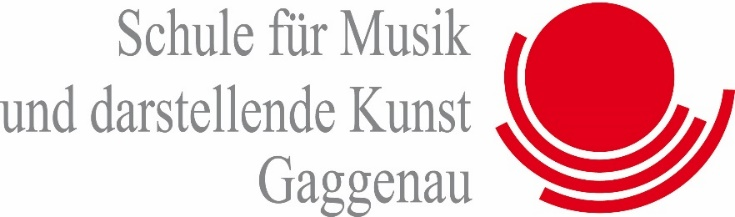 Schule für Musik
und darstellende Kunst
Gaggenau